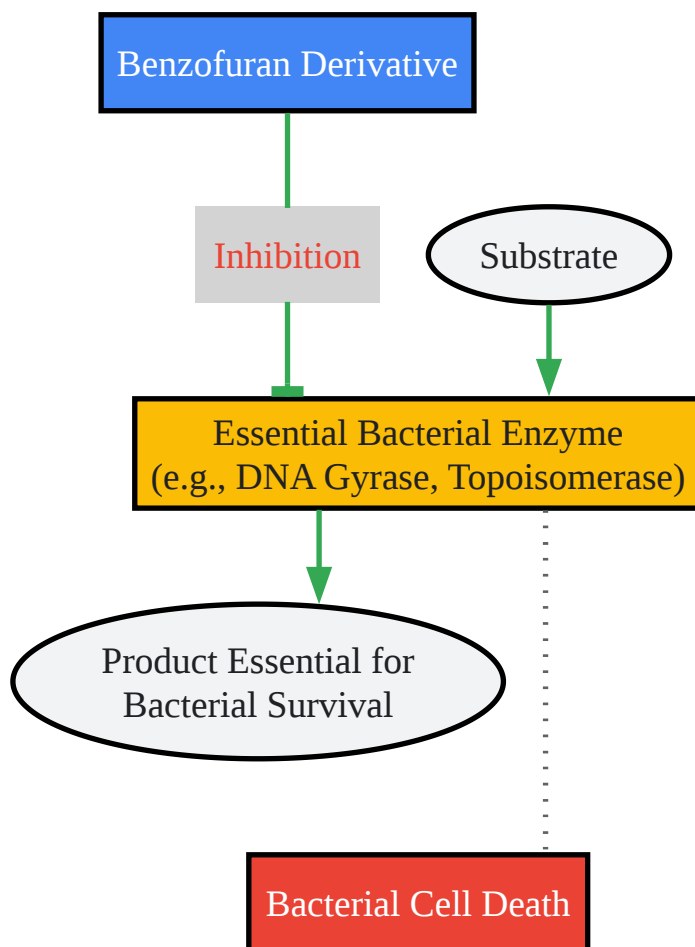 Benzofuran Derivative
Inhibition
Substrate
Essential Bacterial Enzyme
(e.g., DNA Gyrase, Topoisomerase)
Product Essential for
Bacterial Survival
Bacterial Cell Death